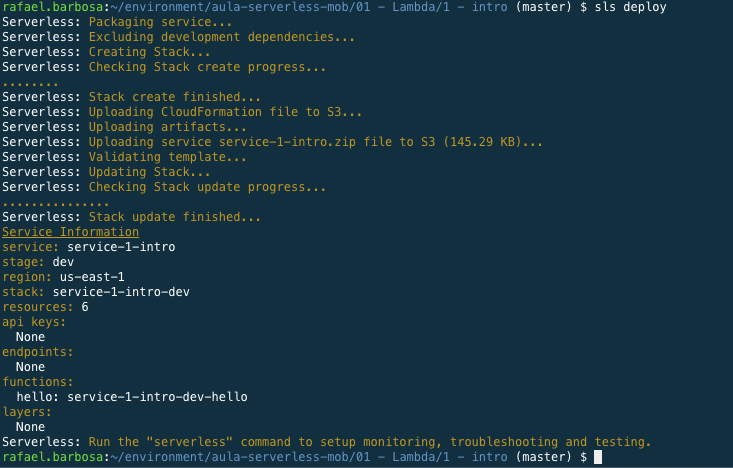 rafael.barbosa:~/environment/aula-serverless-mob/01 - Lambda/1 - intro (master) $ sls deploy
Serverless: Packaging service...
Serverless: Excluding development dependencies...
Serverless: Creating Stack...
Serverless: Checking Stack create progress...
........
Serverless: Stack create finished...
Serverless: Uploading CloudFormation file to S3...
Serverless: Uploading artifacts...
Serverless: Uploading service service-1-intro.zip file to S3 (145.29 KB)...
Serverless: Validating template...
Serverless: Updating Stack...
Serverless: Checking Stack update progress...
...............
Serverless: Stack update finished...
Service Information
service: service-1-intro
stage: dev
region: us-east-1
stack: service-1-intro-dev
resources: 6
api keys:
  None
endpoints:
  None
functions:
  hello: service-1-intro-dev-hello
layers:
  None
Serverless: Run the "serverless" command to setup monitoring, troubleshooting and testing.
rafael.barbosa:~/environment/aula-serverless-mob/01 - Lambda/1 - intro (master) $